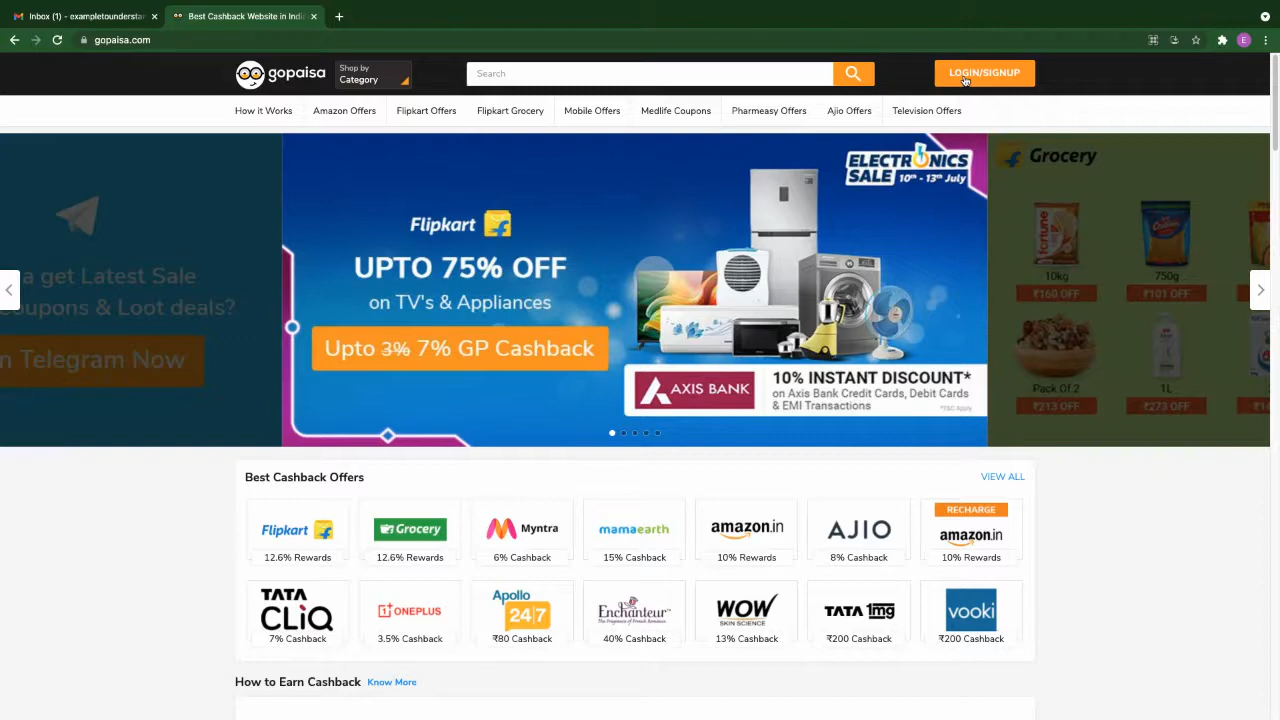 Inbox (1) - exampletounderstan
Best Cashback Website in Indi
gopaisa.com
E
gopaisa
Shop by
Category
Search
LOGIN/SIGNUP
How it Works
Amazon Offers
Flipkart Offers
Flipkart Grocery
Mobile Offers
Medlife Coupons
Pharmeasy Offers
Ajio Offers
Television Offers
a get Latest Sale
oupons & Loot deals?
n Telegram Now
Flipkart
UPTO 75% OFF
on TV's & Appliances
Upto 3% 7% GP Cashback
ELECTRONICS
SALE 10th - 13th July
AXIS BANK
10% INSTANT DISCOUNT*
on Axis Bank Credit Cards, Debit Cards
& EMI Transactions
*T&C Apply
Grocery
fortune
10kg
750g
₹160 OFF
₹101 OFF
Pack Of 2
1L
₹213 OFF
₹273 OFF
Best Cashback Offers
VIEW ALL
Flipkart
12.6% Rewards
Grocery
12.6% Rewards
Myntra
6% Cashback
mamaearth
15% Cashback
amazon.in
10% Rewards
AJIO
8% Cashback
RECHARGE
amazon.in
10% Rewards
TATA
CLiQ
7% Cashback
ONEPLUS
3.5% Cashback
Apollo
24|7
₹80 Cashback
Enchanteur
40% Cashback
WOW
SKIN SCIENCE
13% Cashback
TATA 1mg
₹200 Cashback
vooki
₹200 Cashback
How to Earn Cashback
Know More